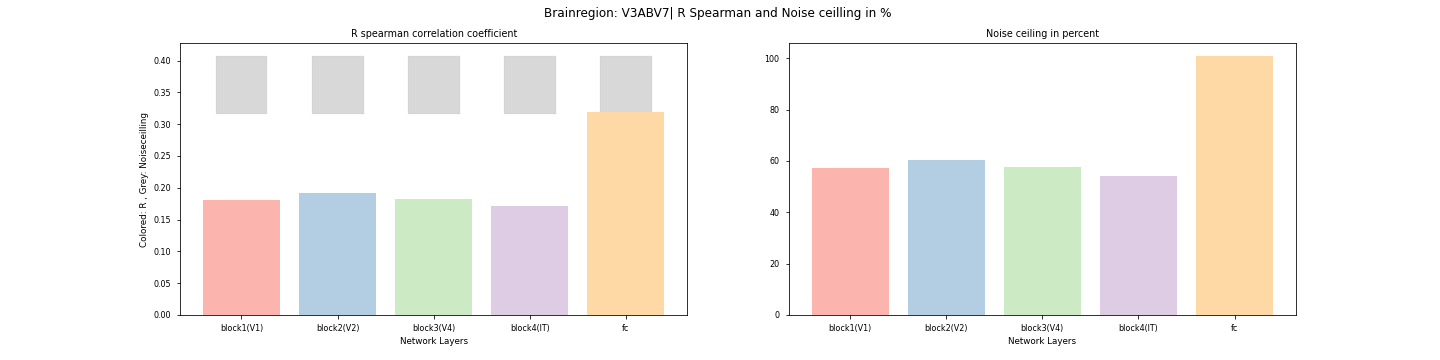 Brainregion: V3ABV7| R Spearman and Noise ceilling in %
R spearman correlation coefficient
Colored: R , Grey: Noiseceilling
0.40
0.35
0.30
0.25
0.20
0.15
0.10
0.05
0.00
block1(V1) block2(V2) block3(V4) block4(IT) fc
Network Layers
Noise ceiling in percent
100
80
60
40
20
0
block1(V1) block2(V2) block3(V4) block4(IT) fc
Network Layers